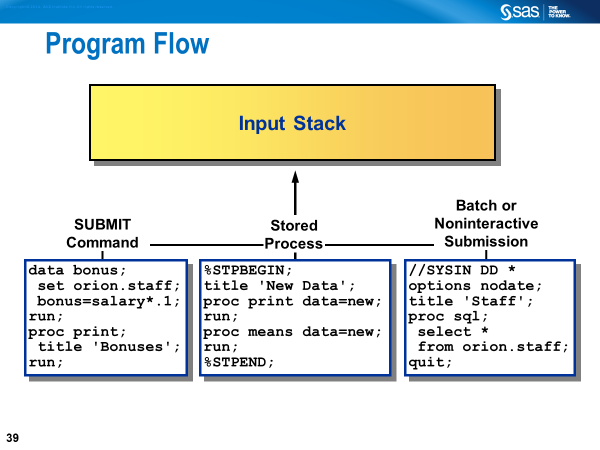 sas THE POWER TO KNOW.
Program Flow
Input Stack
SUBMIT
Command
Stored
Process
Batch or
Noninteractive
Submission
data bonus;
set orion.staff;
bonus=salary*.1;
run;
proc print;
title 'Bonuses';
run;
%STPBEGIN;
title 'New Data';
proc print data=new;
run;
proc means data=new;
run;
%STPEND;
//SYSIN DD *
options nodate;
title 'Staff';
proc sql;
select *
from orion.staff;
quit;
39